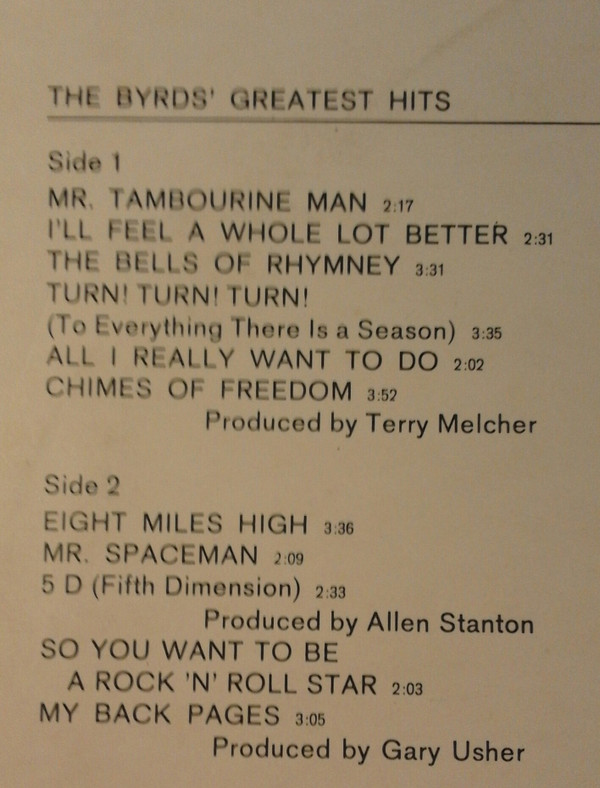 THE BYRDS' GREATEST HITS
Side 1
MR. TAMBOURINE MAN 2:17
I'LL FEEL A WHOLE LOT BETTER 2:31
THE BELLS OF RHYMNEY 3:31
TURN! TURN! TURN!
(To Everything There Is a Season) 3:35
ALL I REALLY WANT TO DO 2:02
CHIMES OF FREEDOM 3:52
Produced by Terry Melcher
Side 2
EIGHT MILES HIGH 3:36
MR. SPACEMAN 2:09
5 D (Fifth Dimension) 2:33
Produced by Allen Stanton
SO YOU WANT TO BE
A ROCK 'N' ROLL STAR 2:03
MY BACK PAGES 3:05
Produced by Gary Usher